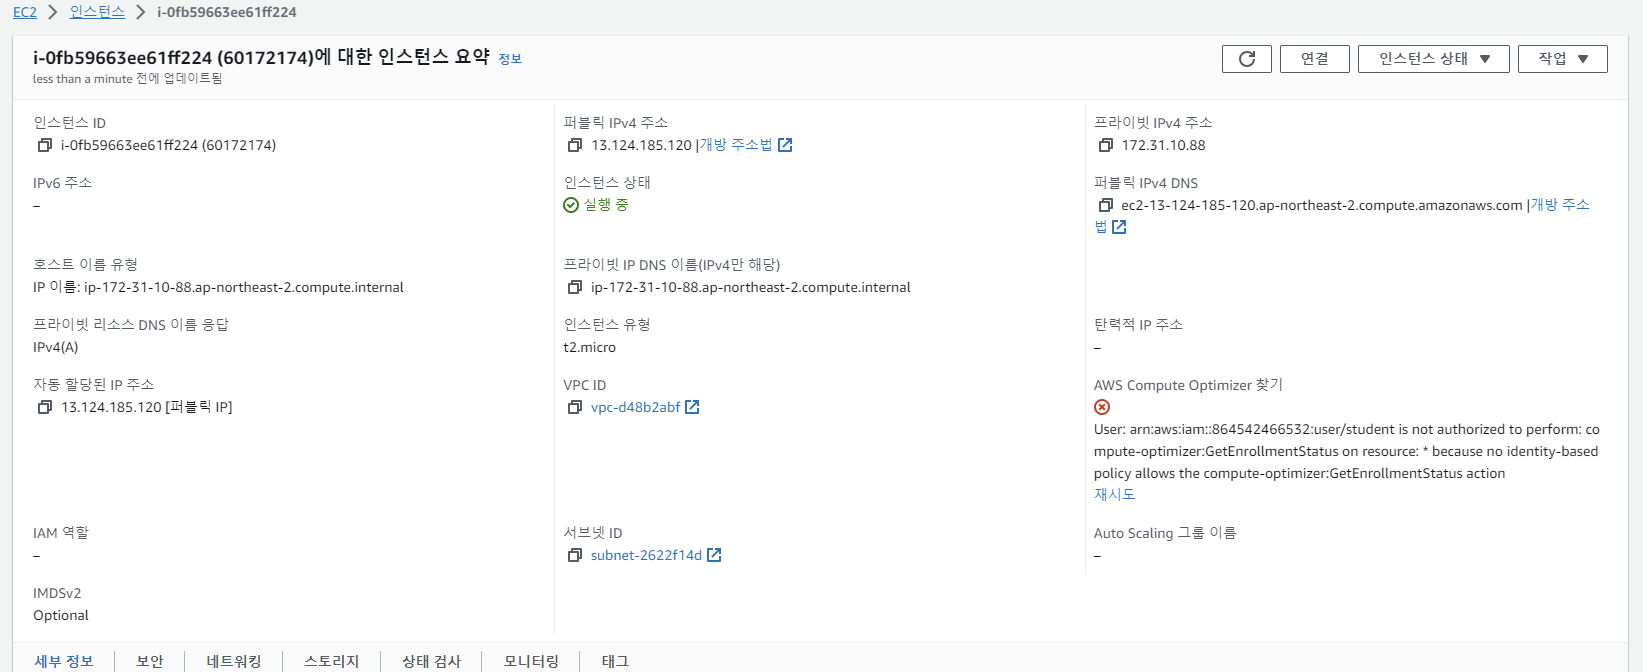 EC2 > 인스턴스 > i-0fb59663ee61ff224
i-0fb59663ee61ff224 (60172174)에 대한 인스턴스 요약 정보
less than a minute 전에 업데이트됨
연결
인스턴스 상태 ▼
작업 ▼
인스턴스 ID
i-0fb59663ee61ff224 (60172174)
퍼블릭 IPv4 주소
13.124.185.120 |개방 주소법
프라이빗 IPv4 주소
172.31.10.88
IPv6 주소
–
인스턴스 상태
실행 중
퍼블릭 IPv4 DNS
ec2-13-124-185-120.ap-northeast-2.compute.amazonaws.com |개방 주소
법
호스트 이름 유형
IP 이름: ip-172-31-10-88.ap-northeast-2.compute.internal
프라이빗 IP DNS 이름(IPv4만 해당)
ip-172-31-10-88.ap-northeast-2.compute.internal
프라이빗 리소스 DNS 이름 응답
IPv4(A)
인스턴스 유형
t2.micro
탄력적 IP 주소
–
자동 할당된 IP 주소
13.124.185.120 [퍼블릭 IP]
VPC ID
vpc-d48b2abf
AWS Compute Optimizer 찾기
User: arn:aws:iam::864542466532:user/student is not authorized to perform: co
mpute-optimizer:GetEnrollmentStatus on resource: * because no identity-based
policy allows the compute-optimizer:GetEnrollmentStatus action
재시도
IAM 역할
–
서브넷 ID
subnet-2622f14d
Auto Scaling 그룹 이름
–
IMDSv2
Optional
세부 정보
보안
네트워킹
스토리지
상태 검사
모니터링
태그